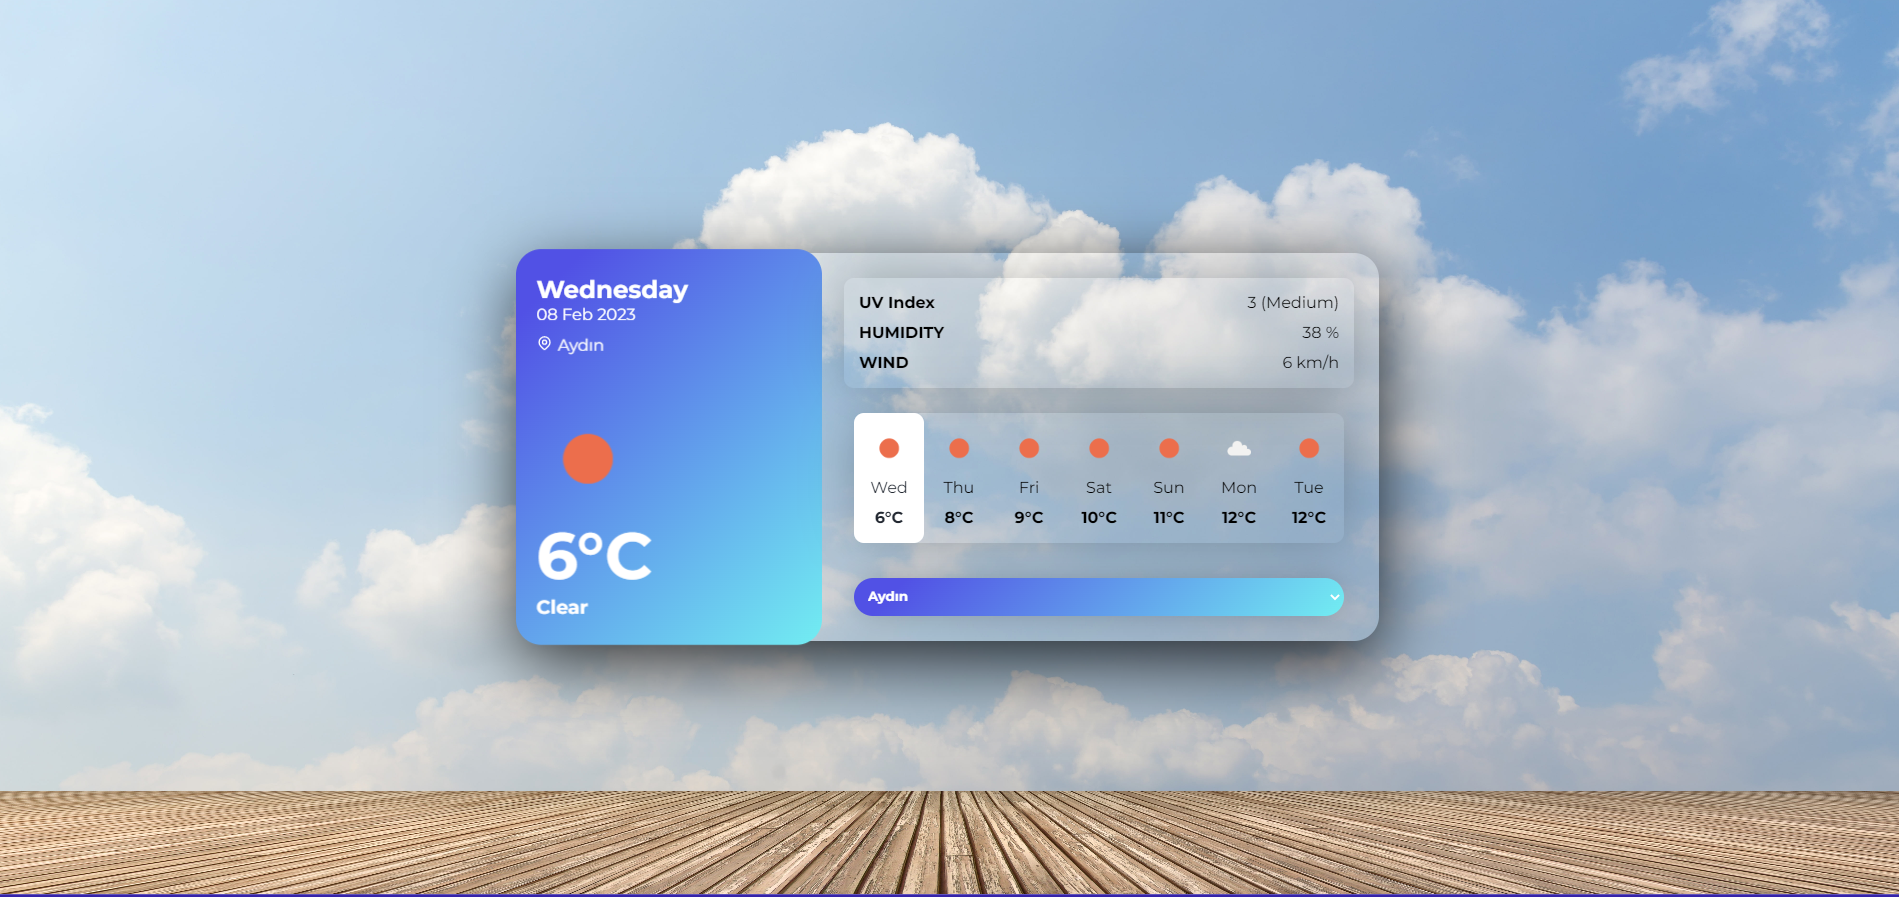 Wednesday
08 Feb 2023
Aydın
6°C
Clear
UV Index 3 (Medium)
HUMIDITY 38 %
WIND 6 km/h
Wed Thu Fri Sat Sun Mon Tue
6°C 8°C 9°C 10°C 11°C 12°C 12°C
Aydın